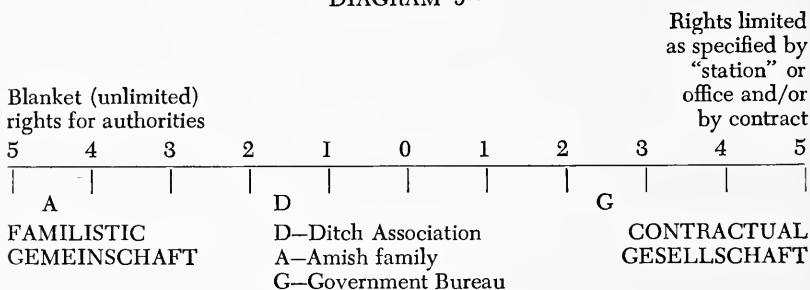 Rights limited
as specified by
"station" or
office and/or
by contract
Blanket (unlimited)
rights for authorities
5 4 3 2 1 0 1 2 3 4 5
A D G
FAMILISTIC
GEMEINSCHAFT
D—Ditch Association
A—Amish family
G—Government Bureau
CONTRACTUAL
GESELLSCHAFT